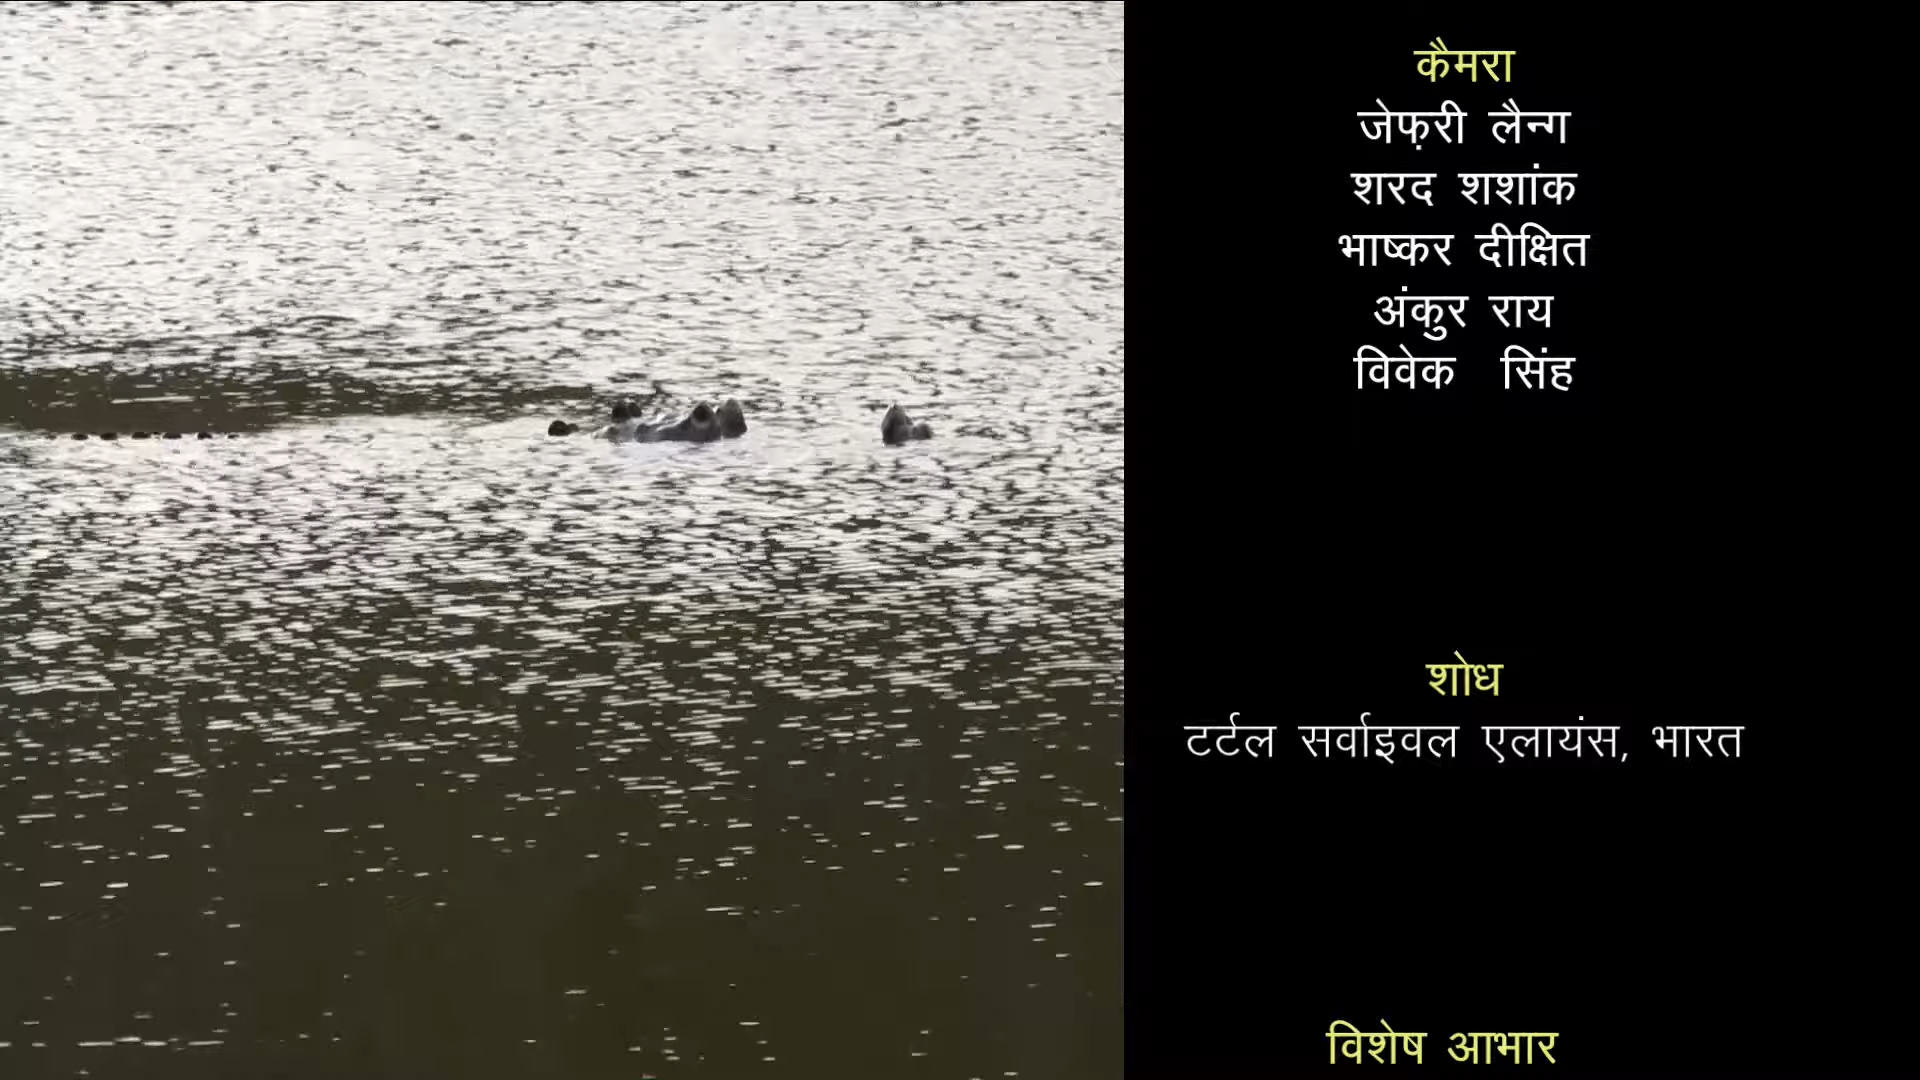 कैमरा
जेफ़री लैन्ग
शरद शशांक
भाष्कर दीक्षित
अंकुर राय
विवेक सिंह
शोध
टर्टल सर्वाइवल एलायंस, भारत
विशेष आभार